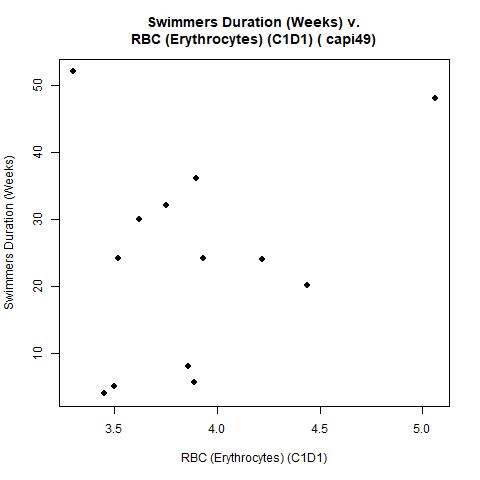 Swimmers Duration (Weeks) v.
RBC (Erythrocytes) (C1D1) ( capi49)
Swimmers Duration (Weeks)
50
40
30
20
10
3.5 4.0 4.5 5.0
RBC (Erythrocytes) (C1D1)